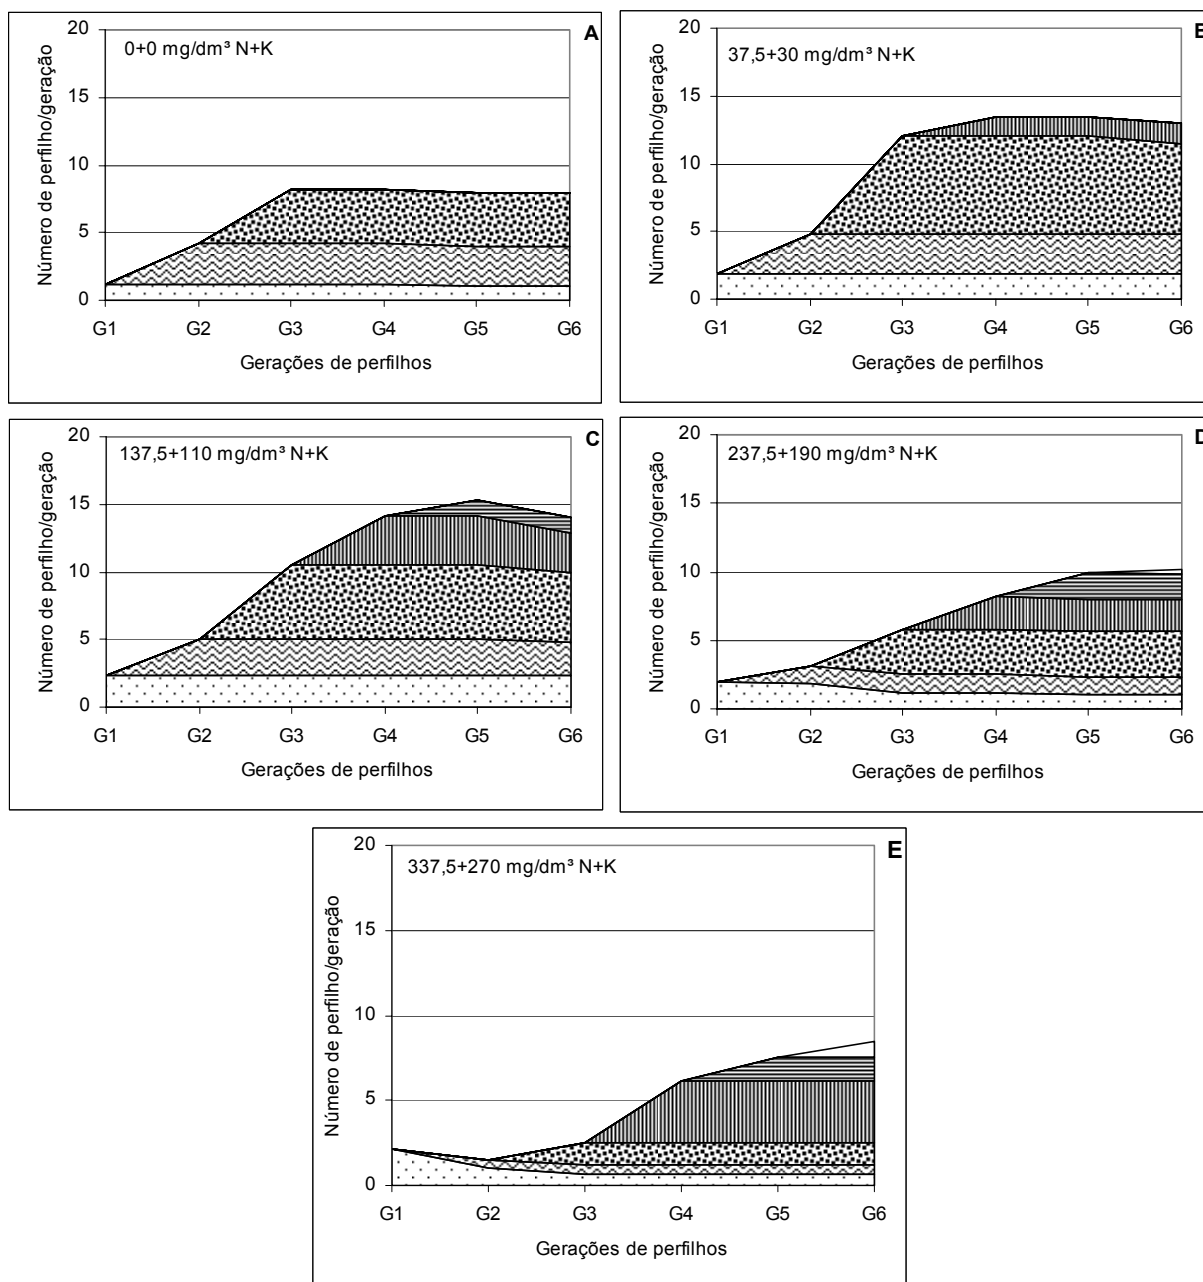 A
0+0 mg/dm³ N+K
Número de perfilho/geração
20
15
10
5
0
G1 G2 G3 G4 G5 G6
Gerações de perfilhos
B
37,5+30 mg/dm³ N+K
Número de perfilho/geração
20
15
10
5
0
G1 G2 G3 G4 G5 G6
Gerações de perfilhos
C
137,5+110 mg/dm³ N+K
Número de perfilho/geração
20
15
10
5
0
G1 G2 G3 G4 G5 G6
Gerações de perfilhos
D
237,5+190 mg/dm³ N+K
Número de perfilho/geração
20
15
10
5
0
G1 G2 G3 G4 G5 G6
Gerações de perfilhos
E
337,5+270 mg/dm³ N+K
Número de perfilho/geração
20
15
10
5
0
G1 G2 G3 G4 G5 G6
Gerações de perfilhos